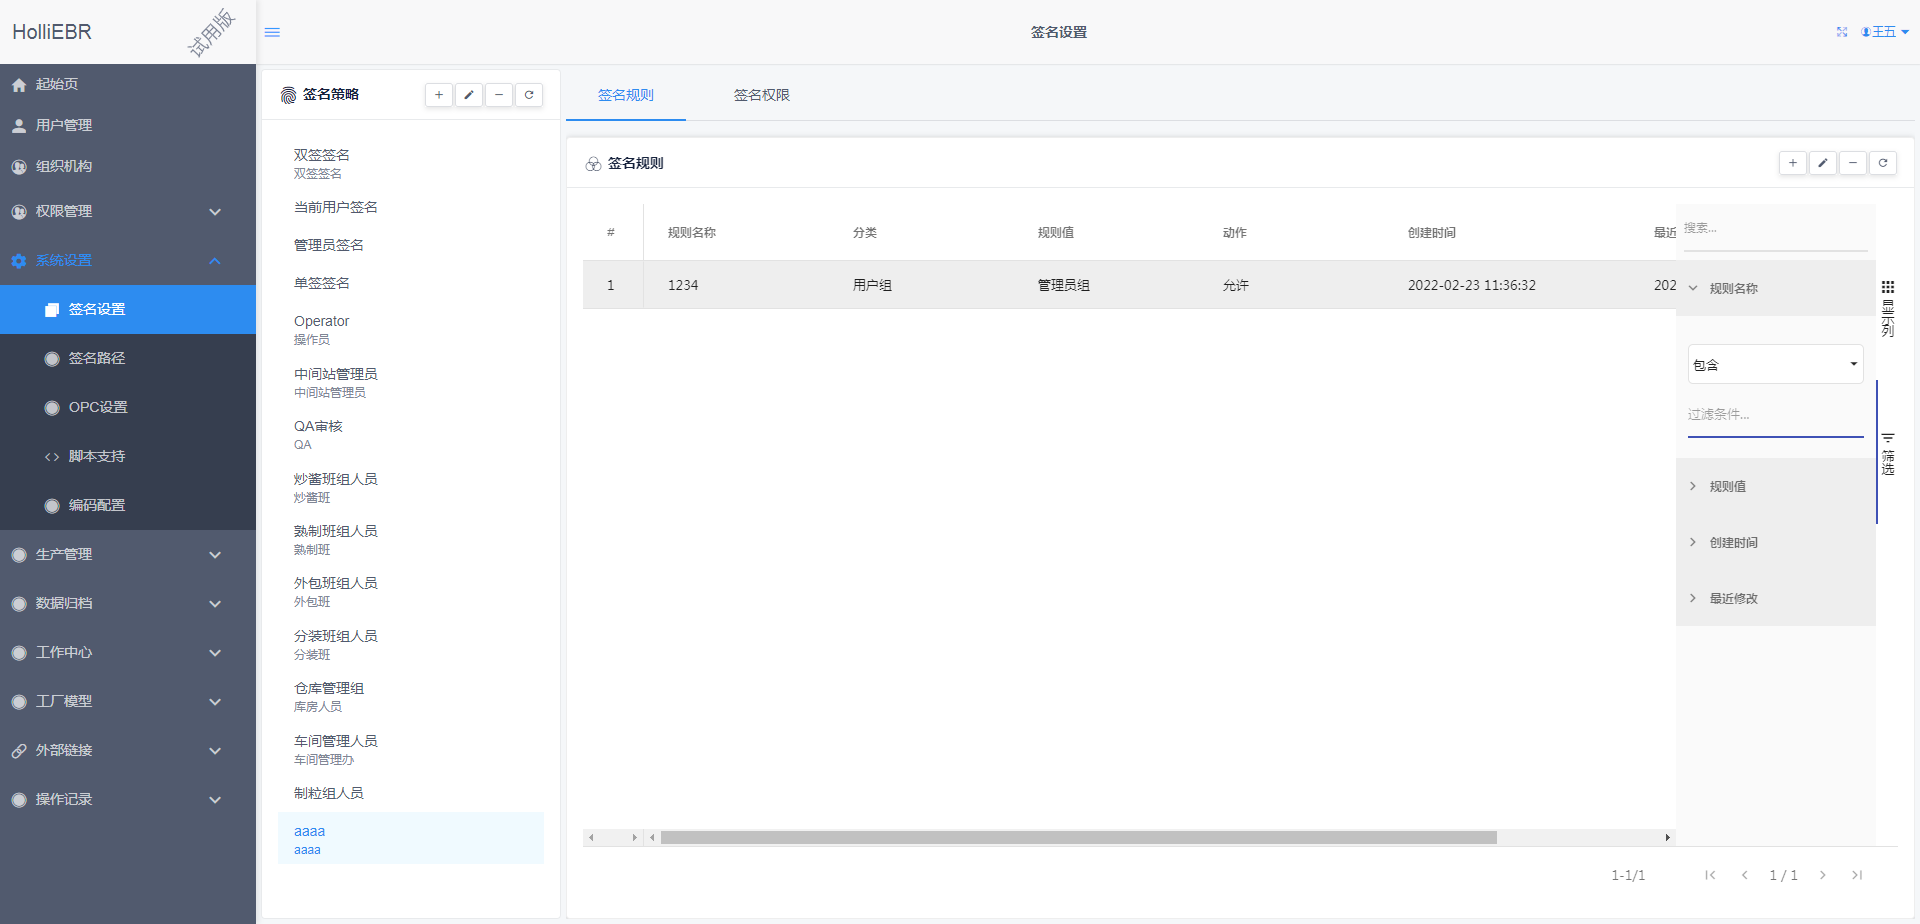 HolliEBR
试用版
签名设置
王五
起始页
用户管理
组织机构
权限管理
系统设置
签名设置
签名路径
OPC设置
脚本支持
编码配置
生产管理
数据归档
工作中心
工厂模型
外部链接
操作记录
签名策略
双签签名
双签签名
当前用户签名
管理员签名
单签签名
Operator
操作员
中间站管理员
中间站管理员
QA审核
QA
炒酱班组人员
炒酱班
熟制班组人员
熟制班
外包班组人员
外包班
分装班组人员
分装班
仓库管理组
库房人员
车间管理人员
车间管理办
制粒组人员
aaaa
aaaa
签名规则 签名权限
签名规则
# 规则名称 分类 规则值 动作 创建时间 最近
1 1234 用户组 管理员组 允许 2022-02-23 11:36:32 202
搜索...
规则名称
包含
过滤条件...
规则值
创建时间
最近修改
显示列
筛选
1-1/1 1 / 1